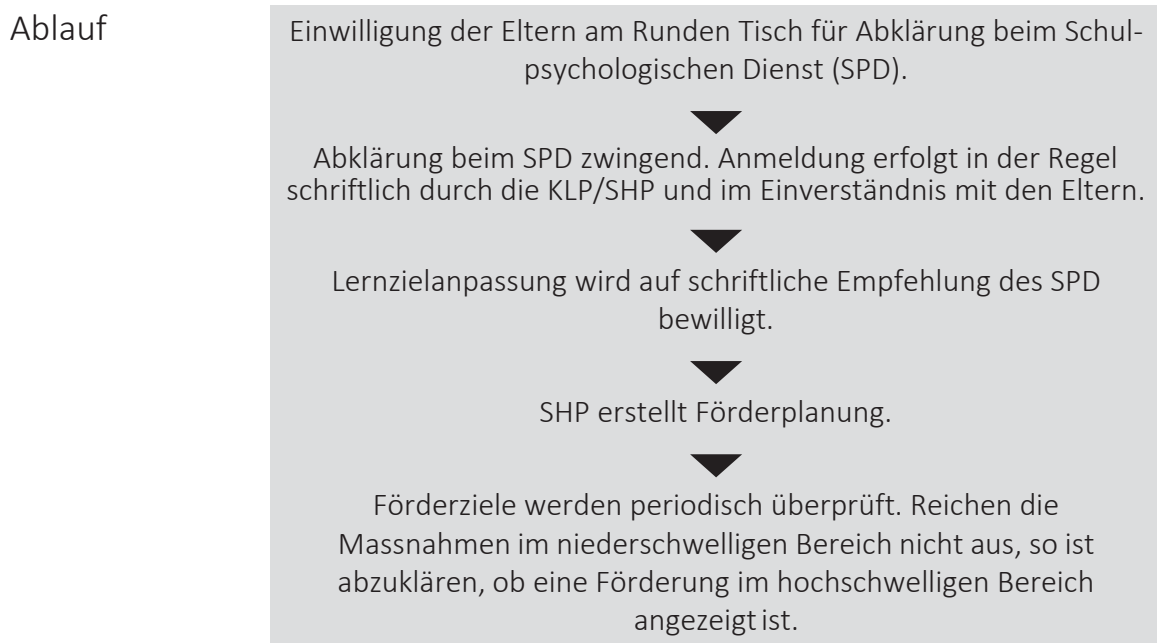 Ablauf
Einwilligung der Eltern am Runden Tisch für Abklärung beim Schul-
psychologischen Dienst (SPD).
Abklärung beim SPD zwingend. Anmeldung erfolgt in der Regel
schriftlich durch die KLP/SHP und im Einverständnis mit den Eltern.
Lernzielanpassung wird auf schriftliche Empfehlung des SPD
bewilligt.
SHP erstellt Förderplanung.
Förderziele werden periodisch überprüft. Reichen die
Massnahmen im niederschwelligen Bereich nicht aus, so ist
abzuklären, ob eine Förderung im hochschwelligen Bereich
angezeigt ist.